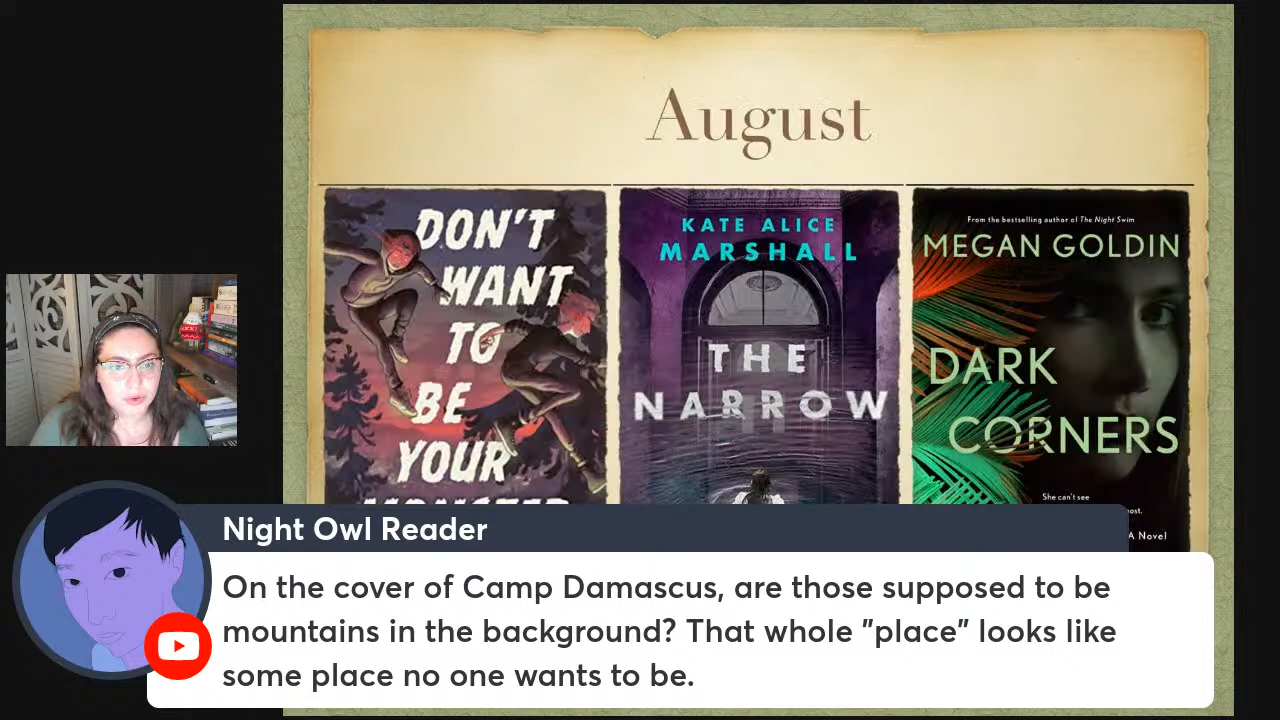 August
DON'T
WANT
TO
BE
YOUR
MONSTER
KATE ALICE
MARSHALL
THE
NARROW
From the bestselling author of The Night Swim
MEGAN GOLDIN
DARK
CORNERS
She can't see
most.
A Novel
Night Owl Reader
On the cover of Camp Damascus, are those supposed to be
mountains in the background? That whole "place" looks like
some place no one wants to be.